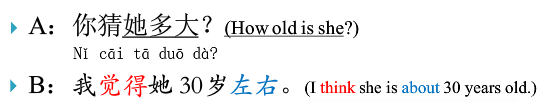 A：你猜她多大？(How old is she?)
Nǐ cāi tā duō dà?
B：我觉得她 30 岁左右。(I think she is about 30 years old.)